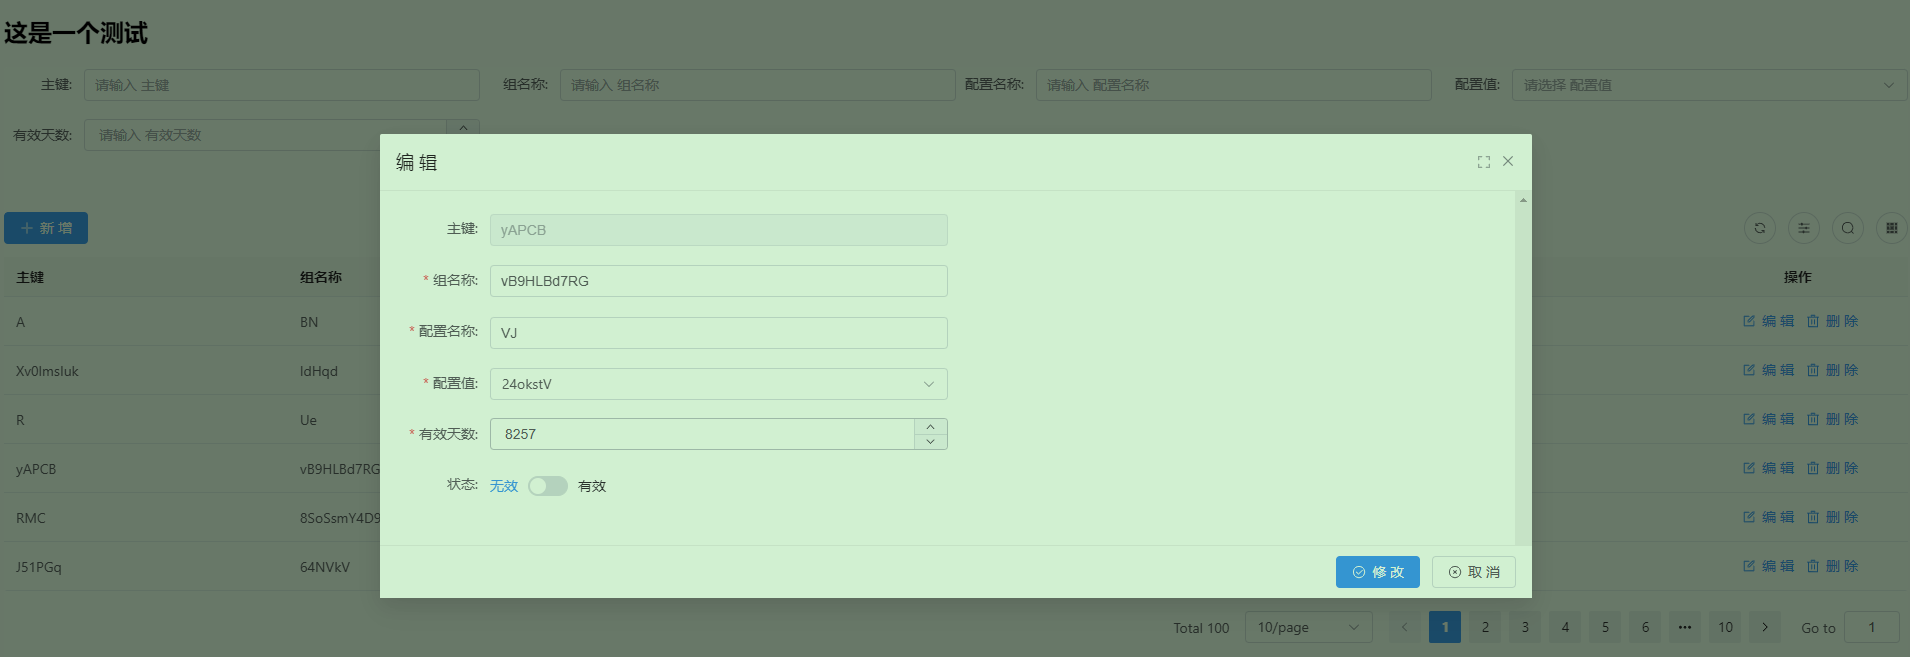 这是一个测试
主键: 请输入 主键 组名称: 请输入 组名称 配置名称: 请输入 配置名称 配置值: 请选择 配置值
有效天数: 请输入 有效天数
新 增
主键 组名称 操作
A BN 编 辑 删 除
Xv0lmsluk ldHqd 编 辑 删 除
R Ue 编 辑 删 除
yAPCB vB9HLBd7RG 编 辑 删 除
RMC 8SoSsmY4D9 编 辑 删 除
J51PGq 64NVkV 编 辑 删 除
编 辑
主键: yAPCB
* 组名称: vB9HLBd7RG
* 配置名称: VJ
* 配置值: 24okstV
* 有效天数: 8257
状态: 无效 有效
修 改 取 消
Total 100 10/page 1 2 3 4 5 6 ••• 10 Go to 1